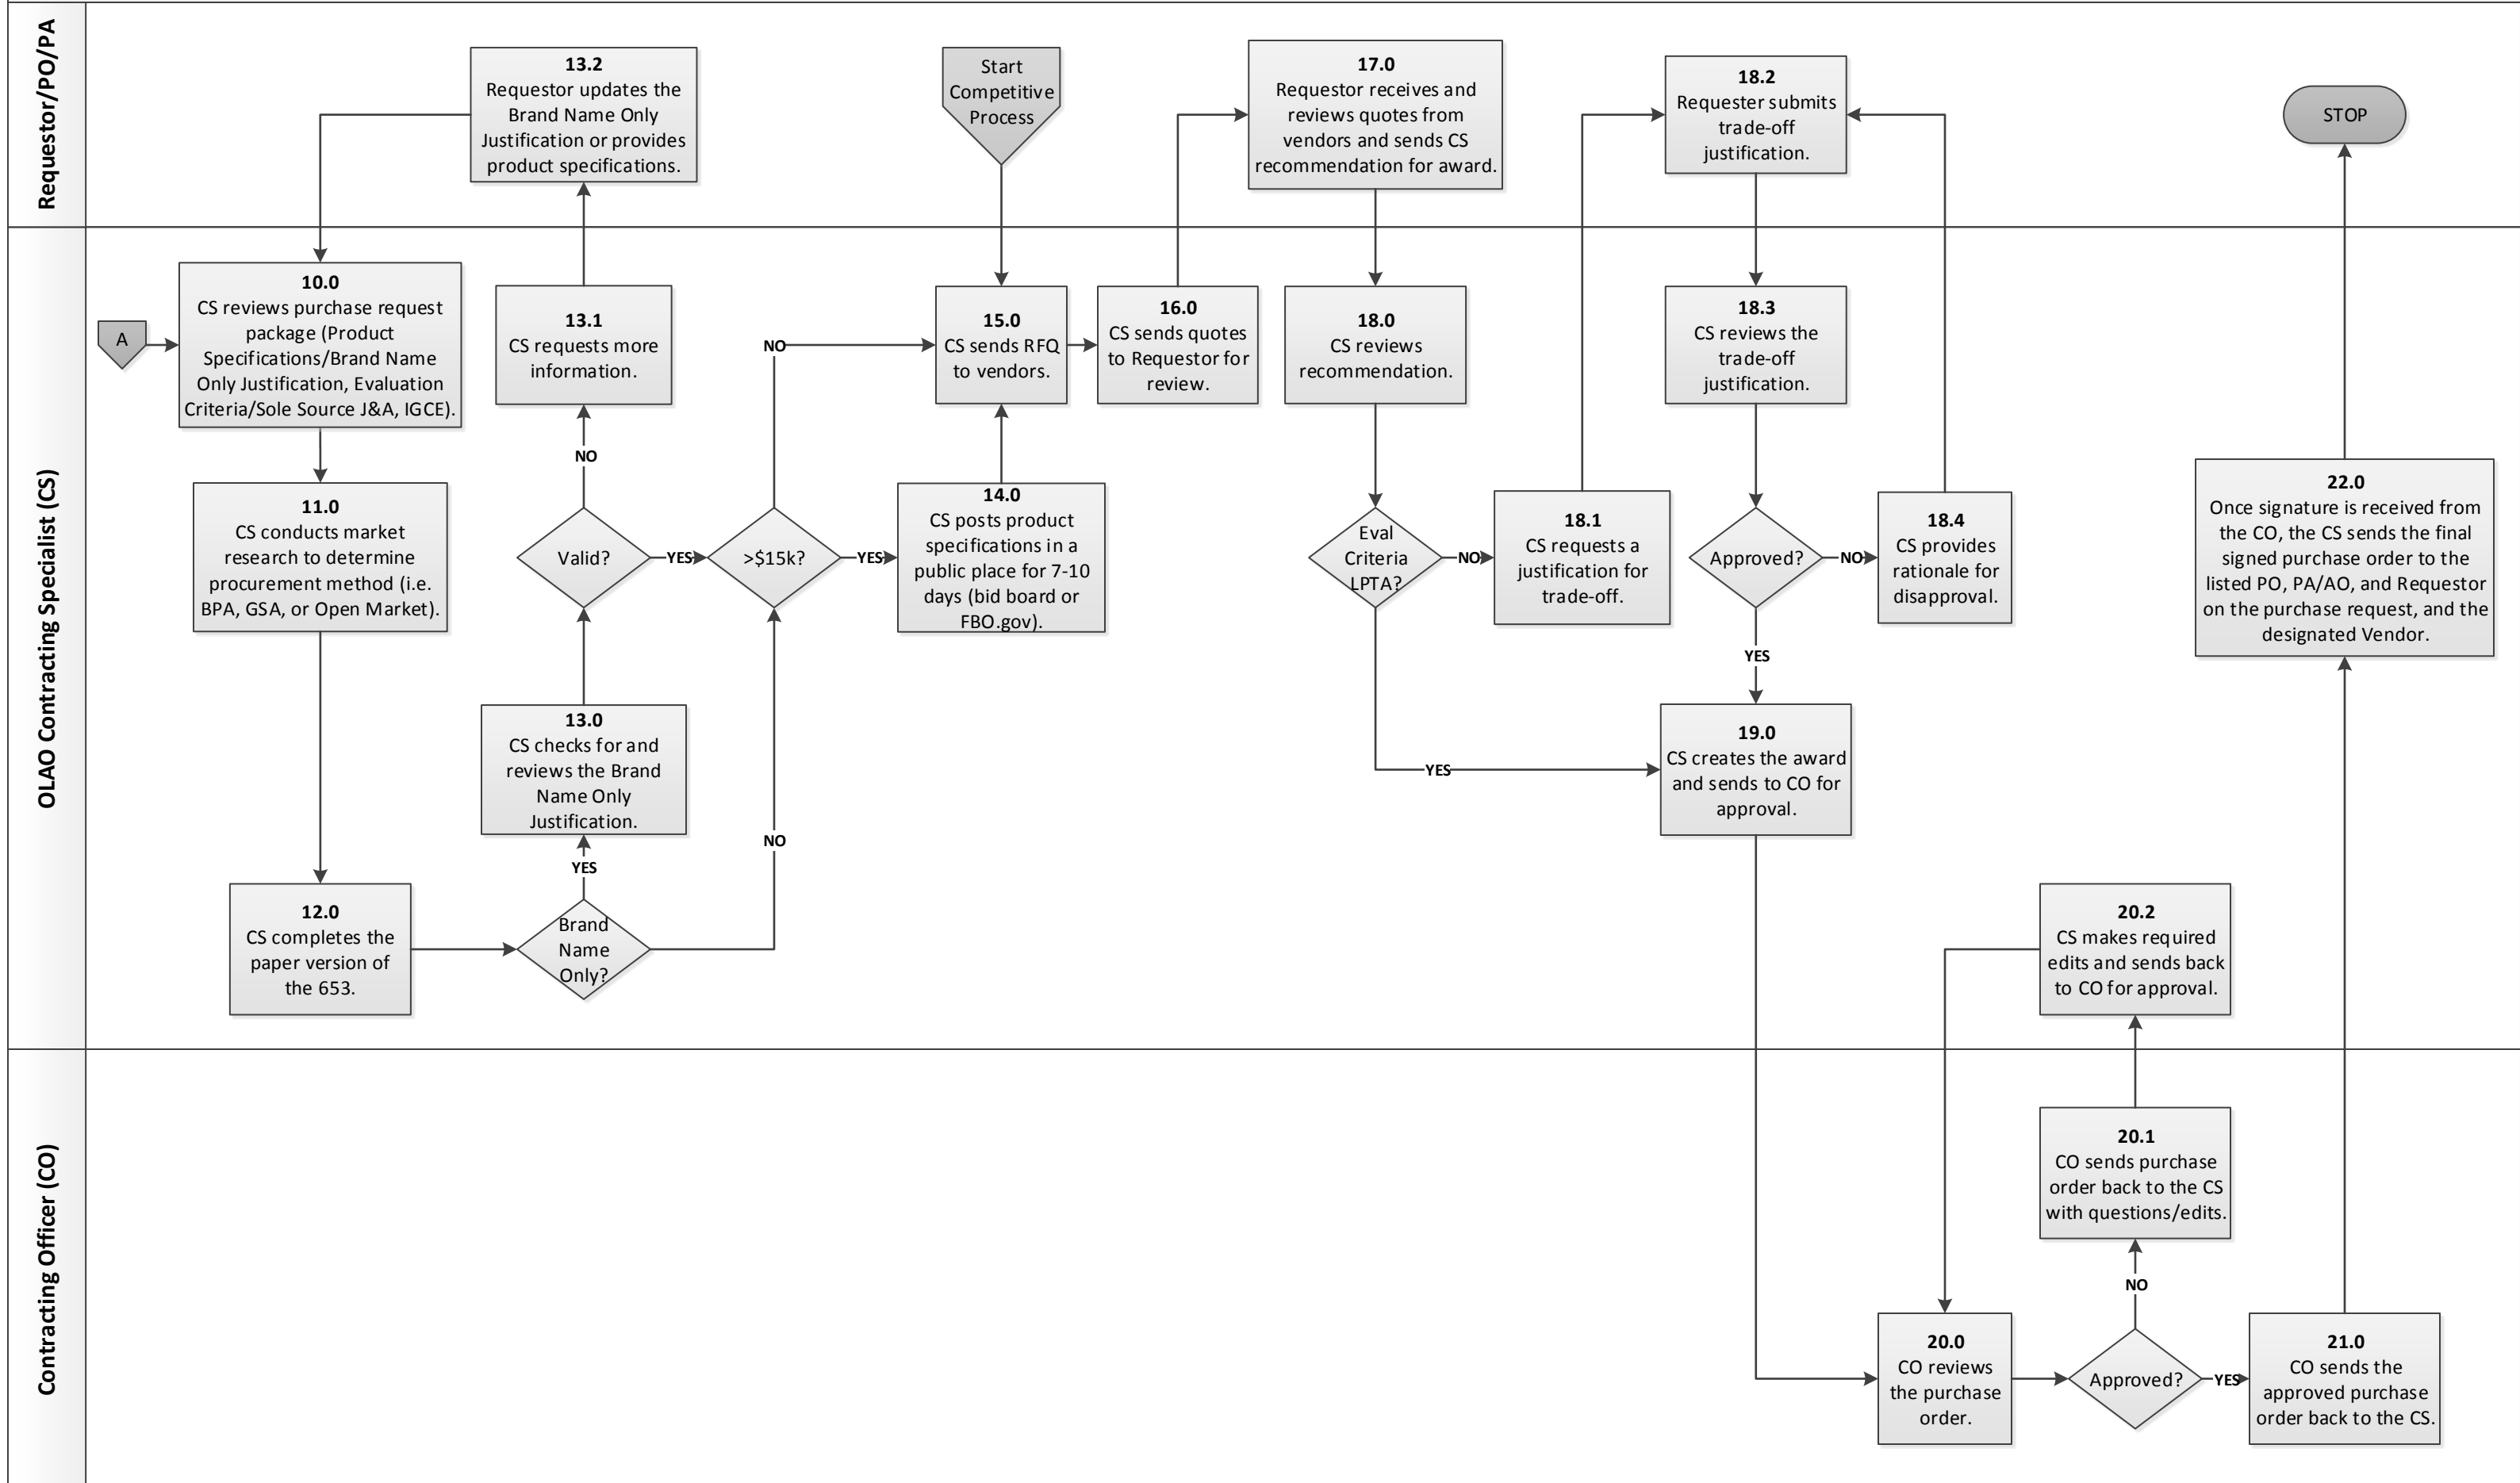 Requestor/PO/PA
13.2
Requestor updates the
Brand Name Only
Justification or provides
product specifications.
Start
Competitive
Process
17.0
Requestor receives and
reviews quotes from
vendors and sends CS
recommendation for award.
18.2
Requester submits
trade-off
justification.
STOP
OLAO Contracting Specialist (CS)
A
10.0
CS reviews purchase request
package (Product
Specifications/Brand Name
Only Justification, Evaluation
Criteria/Sole Source J&A, IGCE).
11.0
CS conducts market
research to determine
procurement method (i.e.
BPA, GSA, or Open Market).
12.0
CS completes the
paper version of
the 653.
Brand
Name
Only?
YES
NO
13.0
CS checks for and
reviews the Brand
Name Only
Justification.
Valid?
NO
YES
13.1
CS requests more
information.
>$15k?
NO
YES
14.0
CS posts product
specifications in a
public place for 7-10
days (bid board or
FBO.gov).
15.0
CS sends RFQ
to vendors.
16.0
CS sends quotes
to Requestor for
review.
18.0
CS reviews
recommendation.
Eval
Criteria
LPTA?
NO
YES
18.1
CS requests a
justification for
trade-off.
18.3
CS reviews the
trade-off
justification.
Approved?
NO
YES
18.4
CS provides
rationale for
disapproval.
19.0
CS creates the award
and sends to CO for
approval.
20.2
CS makes required
edits and sends back
to CO for approval.
22.0
Once signature is received from
the CO, the CS sends the final
signed purchase order to the
listed PO, PA/AO, and Requestor
on the purchase request, and the
designated Vendor.
Contracting Officer (CO)
20.0
CO reviews
the purchase
order.
Approved?
NO
YES
20.1
CO sends purchase
order back to the CS
with questions/edits.
21.0
CO sends the
approved purchase
order back to the CS.